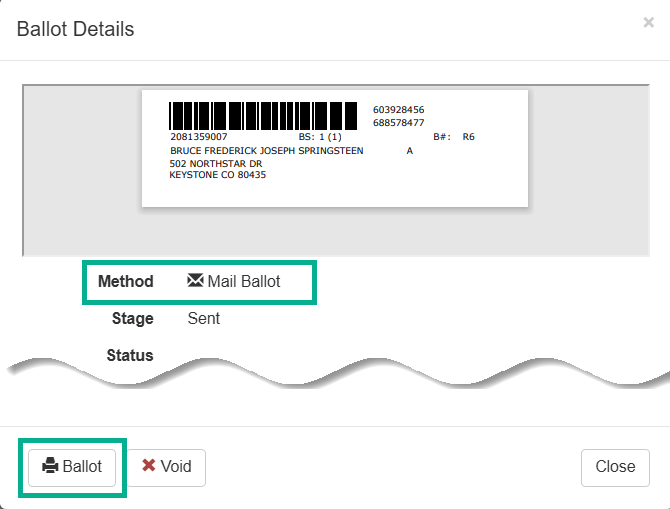 Ballot Details ×
603928456
688578477
2081359007 BS: 1 (1) B#: R6
BRUCE FREDERICK JOSEPH SPRINGSTEEN A
502 NORTHSTAR DR
KEYSTONE CO 80435
Method Mail Ballot
Stage Sent
Status
Ballot Void Close